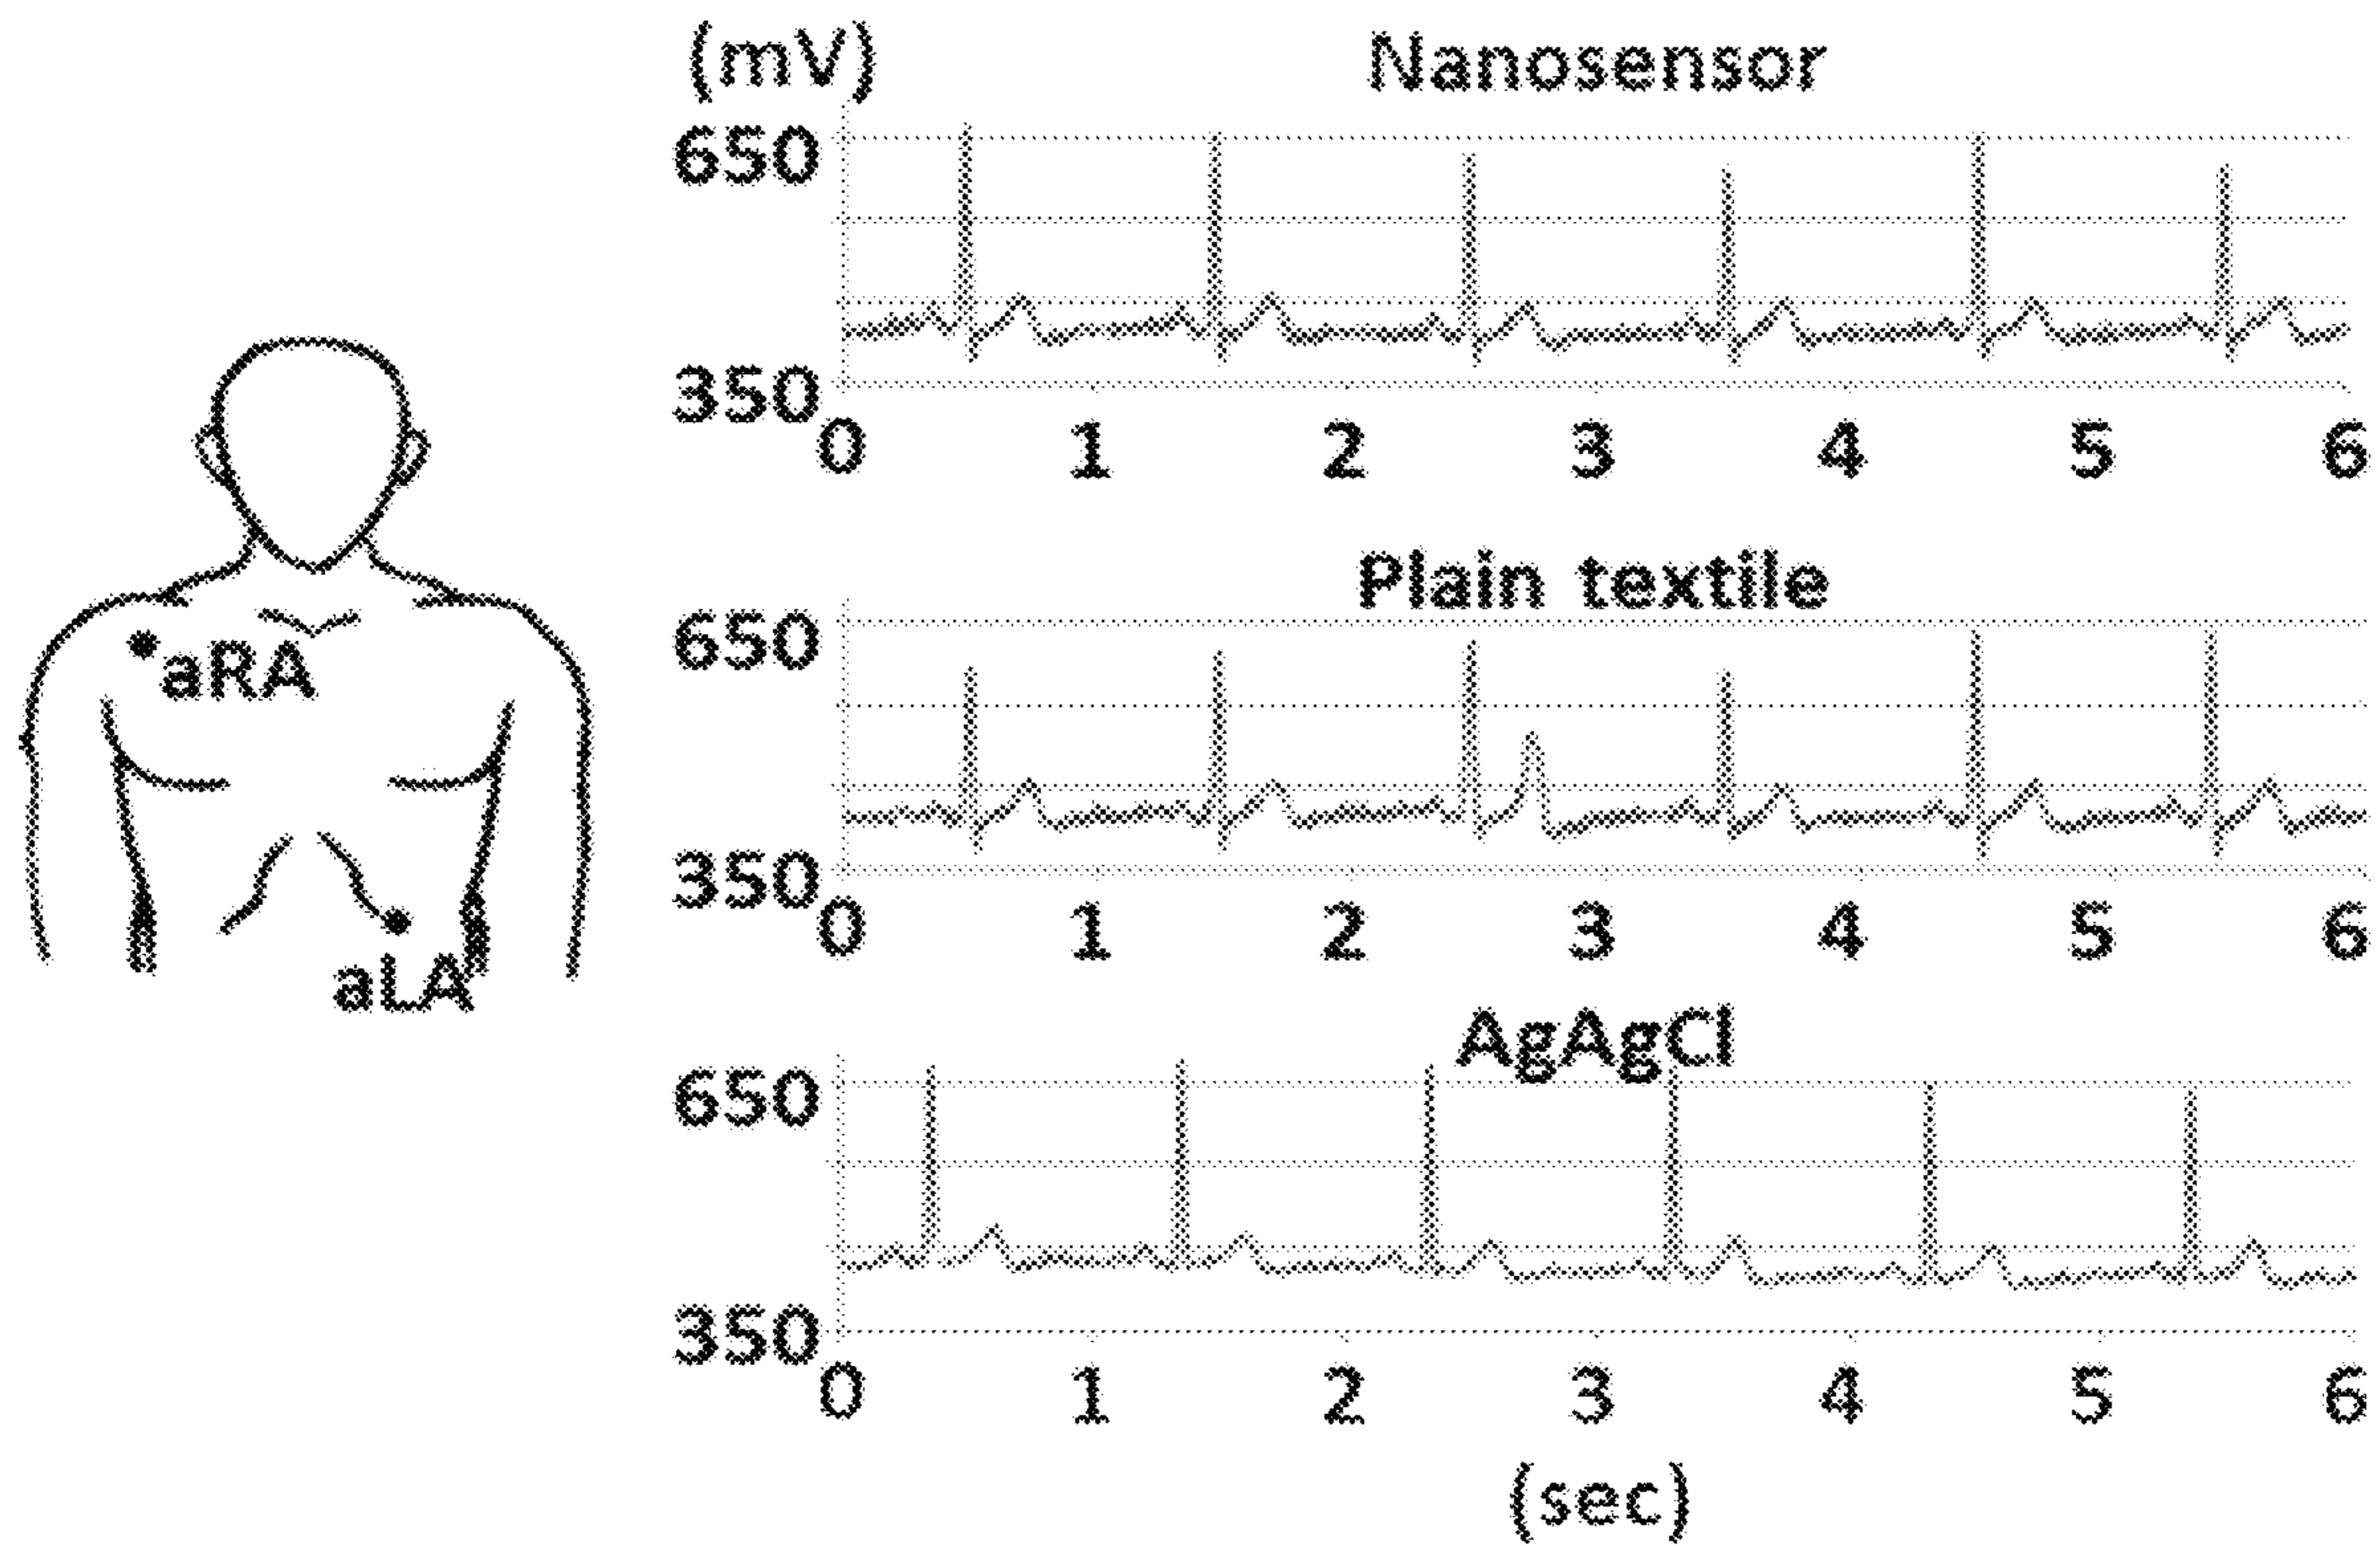 (mV)
Nanosensor
650
350
0 1 2 3 4 5 6
Plain textile
650
350
0 1 2 3 4 5 6
AgAgCl
650
350
0 1 2 3 4 5 6
(sec)
aRA
aLA